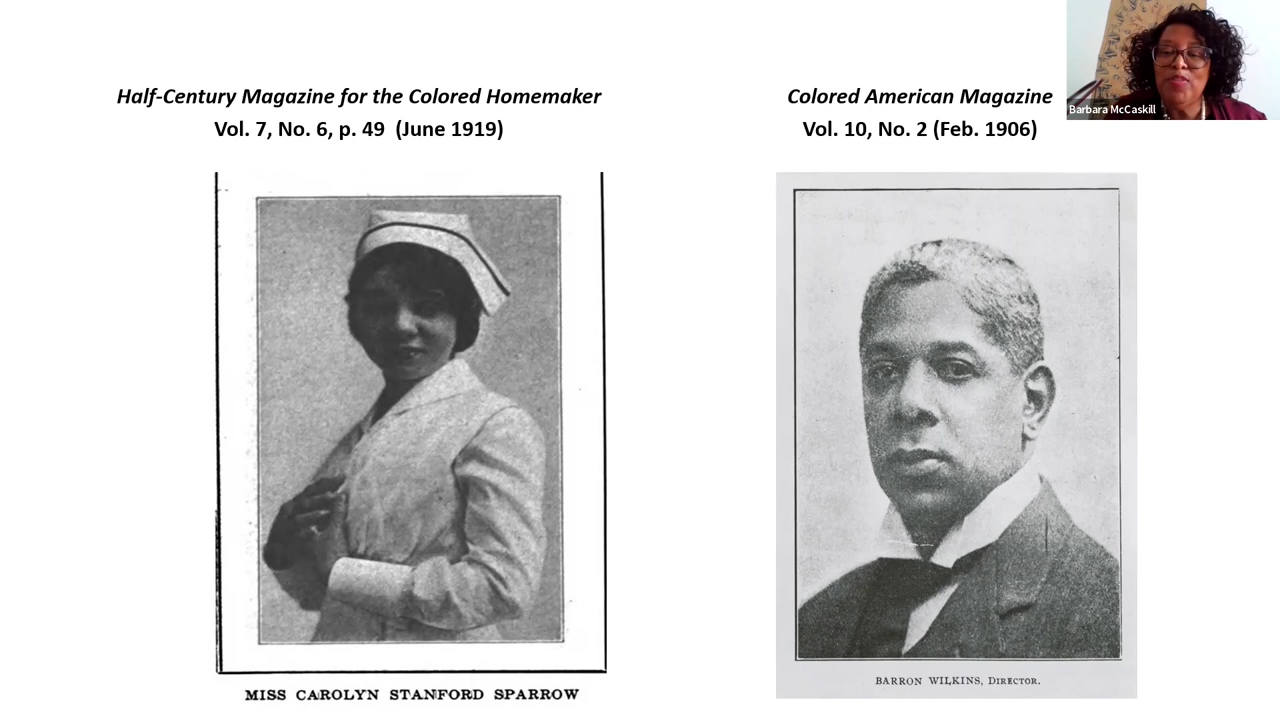 Half-Century Magazine for the Colored Homemaker
Vol. 7, No. 6, p. 49  (June 1919)
MISS CAROLYN STANFORD SPARROW
Colored American Magazine
Vol. 10, No. 2 (Feb. 1906)
BARRON WILKINS, DIRECTOR.
Barbara McCaskill